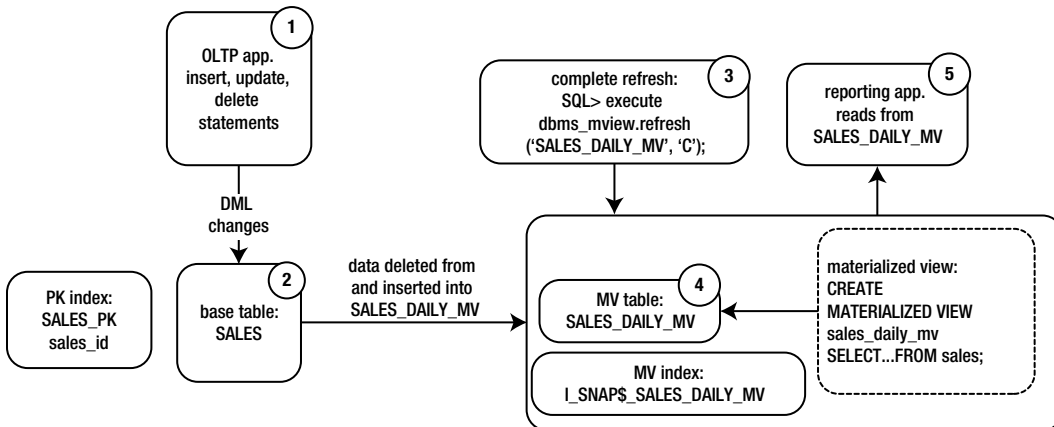 1
OLTP app.
insert, update,
delete
statements
DML
changes
PK index:
SALES_PK
sales_id
2
base table:
SALES
data deleted from
and inserted into
SALES_DAILY_MV
3
complete refresh:
SQL> execute
dbms_mview.refresh
(‘SALES_DAILY_MV’, ‘C’);
4
MV table:
SALES_DAILY_MV
MV index:
I_SNAP$_SALES_DAILY_MV
materialized view:
CREATE
MATERIALIZED VIEW
sales_daily_mv
SELECT...FROM sales;
5
reporting app.
reads from
SALES_DAILY_MV